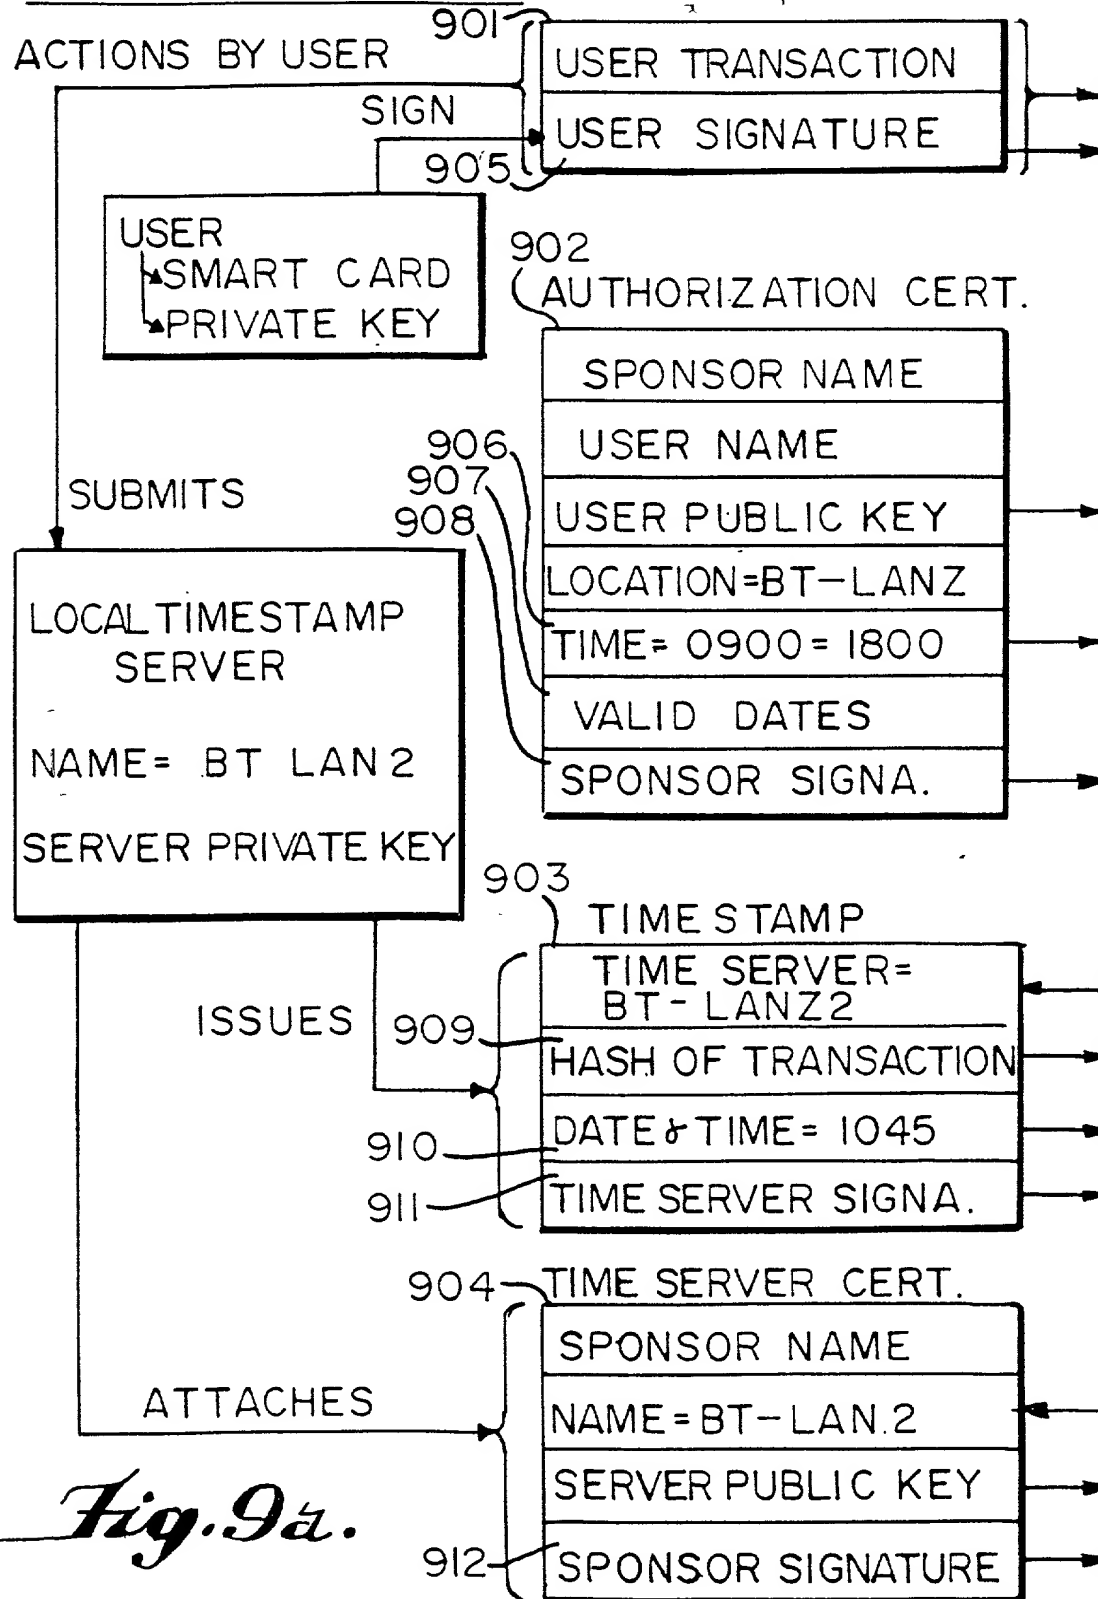 901
ACTIONS BY USER
USER TRANSACTION
SIGN
USER SIGNATURE
905
USER
SMART CARD
PRIVATE KEY
902
AUTHORIZATION CERT.
SPONSOR NAME
906
USER NAME
907
SUBMITS
908
USER PUBLIC KEY
LOCATION=BT-LANZ
TIME= 0900=1800
VALID DATES
SPONSOR SIGNA.
LOCAL TIMESTAMP
SERVER
NAME= BT LAN 2
SERVER PRIVATE KEY
903
TIME STAMP
TIME SERVER=
BT- LANZ2
ISSUES
909
HASH OF TRANSACTION
910
DATE & TIME= 1045
911
TIME SERVER SIGNA.
904
TIME SERVER CERT.
SPONSOR NAME
ATTACHES
NAME=BT-LAN.2
SERVER PUBLIC KEY
912
SPONSOR SIGNATURE
Fig. 9a.